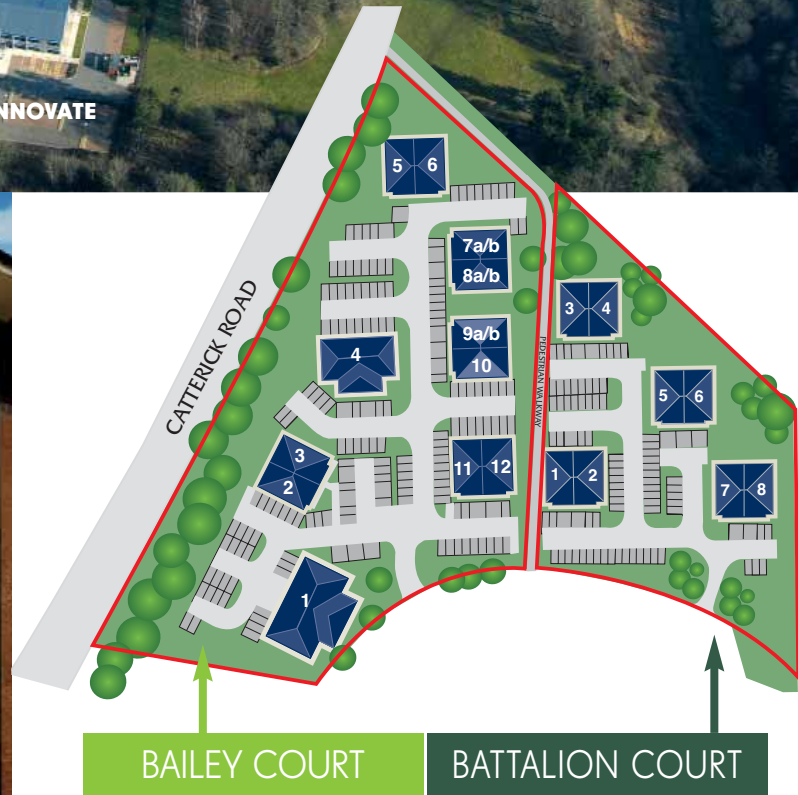 NNOVATE
CATTERICK ROAD
PEDESTRIAN WALKWAY
5 6
7a/b
8a/b
9a/b
10
4
3
2
11 12
1
3 4
5 6
1 2
7 8
BAILEY COURT
BATTALION COURT